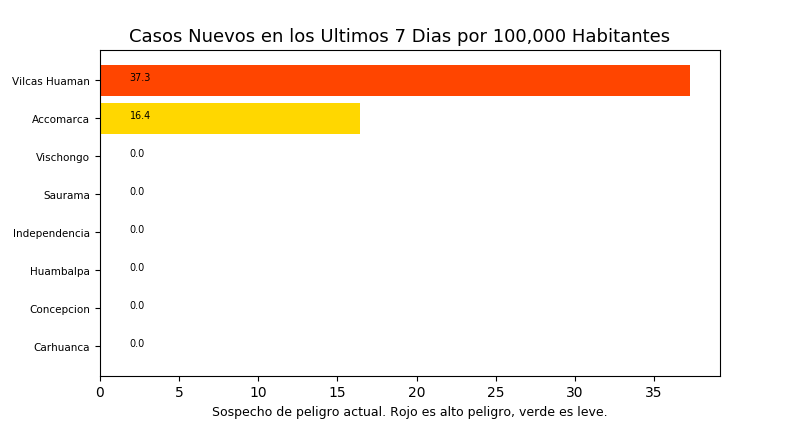 Casos Nuevos en los Ultimos 7 Dias por 100,000 Habitantes
Vilcas Huaman 37.3
Accomarca 16.4
Vischongo 0.0
Saurama 0.0
Independencia 0.0
Huambalpa 0.0
Concepcion 0.0
Carhuanca 0.0
0 5 10 15 20 25 30 35
Sospecho de peligro actual. Rojo es alto peligro, verde es leve.